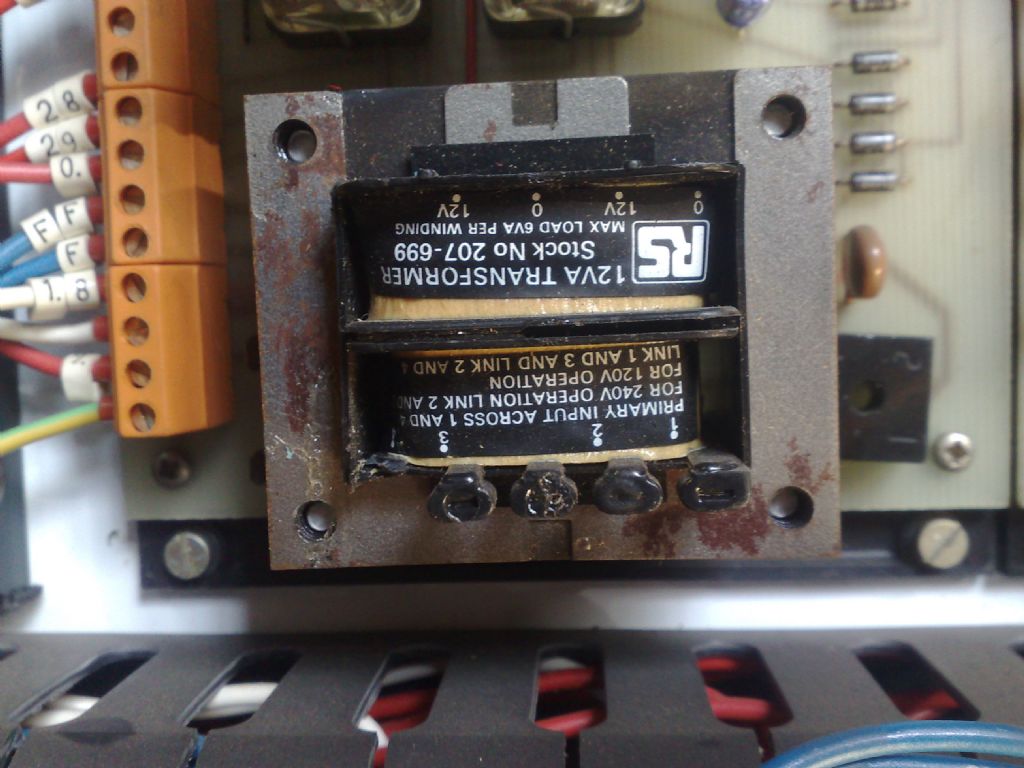 28
29
0.
F F
F
1. 8
PRIMARY INPUT ACROSS 1 AND 4
FOR 240V OPERATION LINK 2 AND
FOR 120V OPERATION
LINK 1 AND 3 AND LINK 2 AND 4
1 2 3
RS
12VA TRANSFORMER
Stock No 207-699
MAX LOAD 6VA PER WINDING
0 12V 0 12V